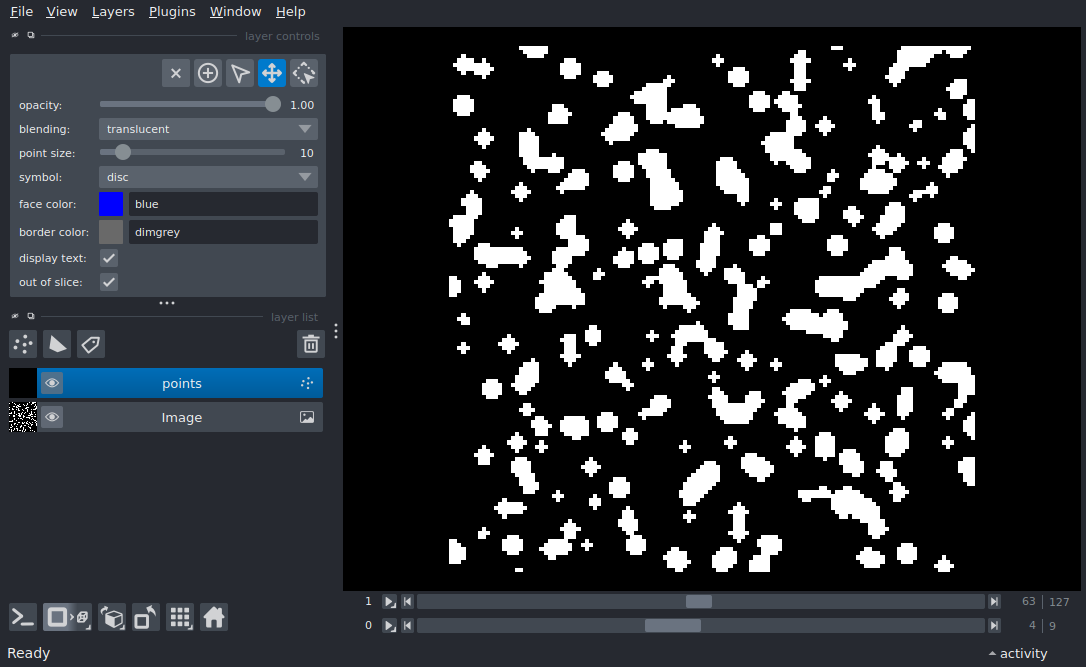 File View Layers Plugins Window Help
layer controls
opacity: 1.00
blending: translucent
point size: 10
symbol: disc
face color: blue
border color: dimgrey
display text:
out of slice:
layer list
points
Image
1 63 127
0 4 9
Ready activity